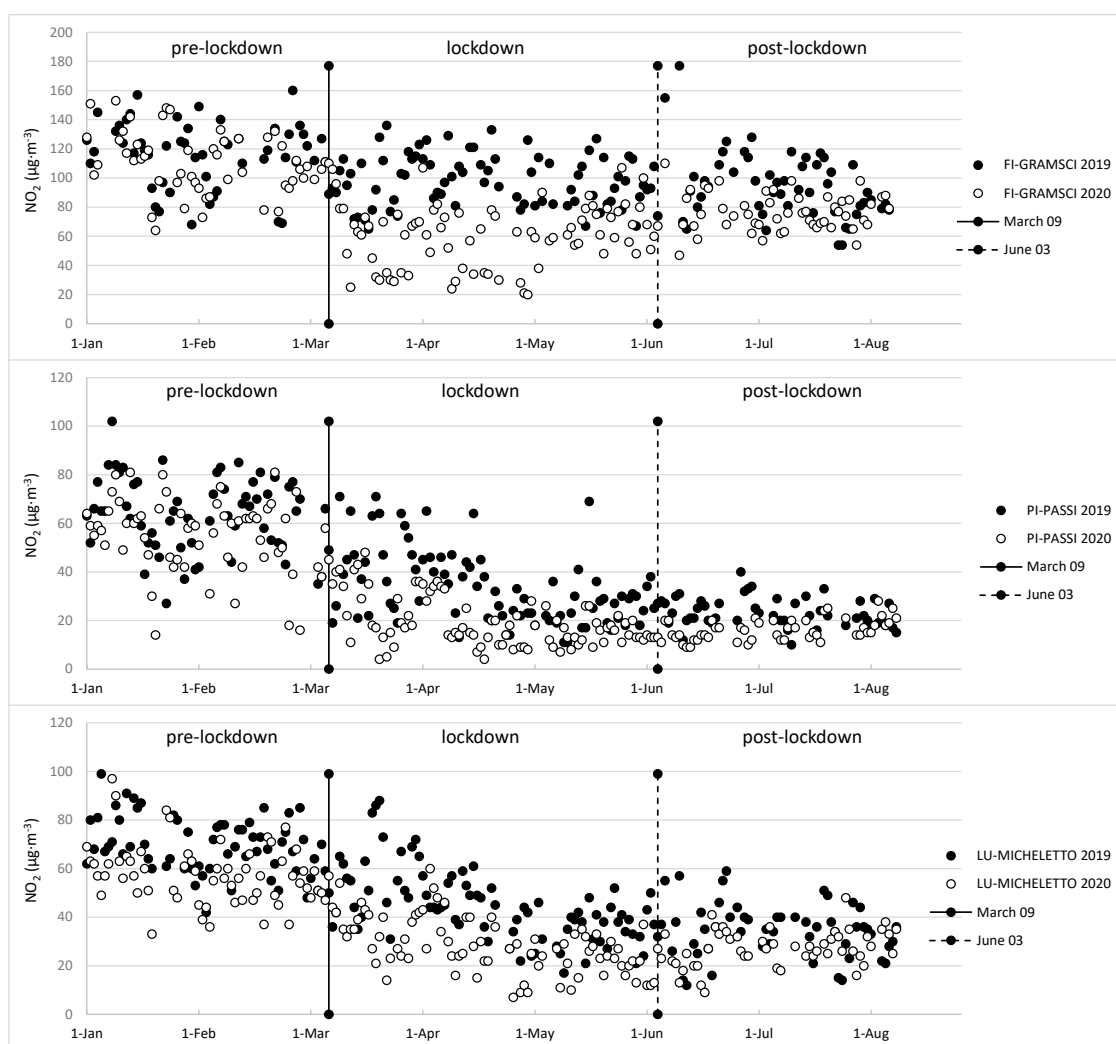 pre-lockdown lockdown post-lockdown
200
180
160
140
120
100
80
60
40
20
0
NO₂ (µg·m⁻³)
1-Jan 1-Feb 1-Mar 1-Apr 1-May 1-Jun 1-Jul 1-Aug
FI-GRAMSCI 2019
FI-GRAMSCI 2020
March 09
June 03
pre-lockdown lockdown post-lockdown
120
100
80
60
40
20
0
NO₂ (µg·m⁻³)
1-Jan 1-Feb 1-Mar 1-Apr 1-May 1-Jun 1-Jul 1-Aug
PI-PASSI 2019
PI-PASSI 2020
March 09
June 03
pre-lockdown lockdown post-lockdown
120
100
80
60
40
20
0
NO₂ (µg·m⁻³)
1-Jan 1-Feb 1-Mar 1-Apr 1-May 1-Jun 1-Jul 1-Aug
LU-MICHELETTO 2019
LU-MICHELETTO 2020
March 09
June 03